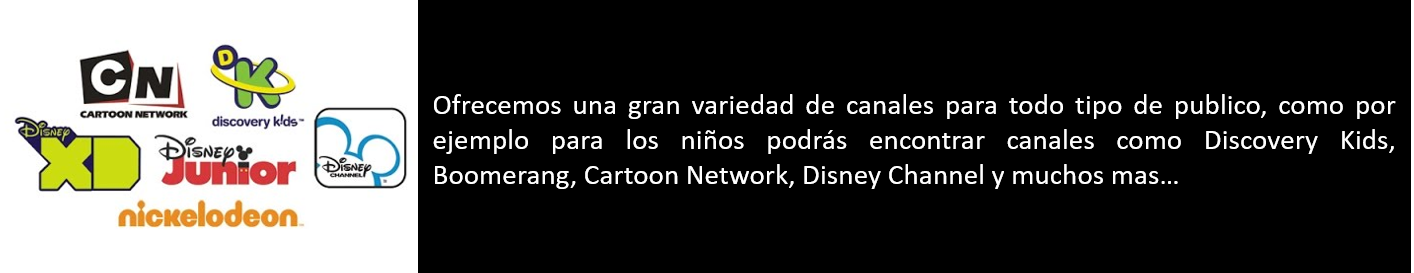 CN
CARTOON NETWORK
DK
discovery kids™
Disney
XD
Disney
Junior
Disney
CHANNEL
nickelodeon
Ofrecemos una gran variedad de canales para todo tipo de publico, como por
ejemplo para los niños podrás encontrar canales como Discovery Kids,
Boomerang, Cartoon Network, Disney Channel y muchos mas...